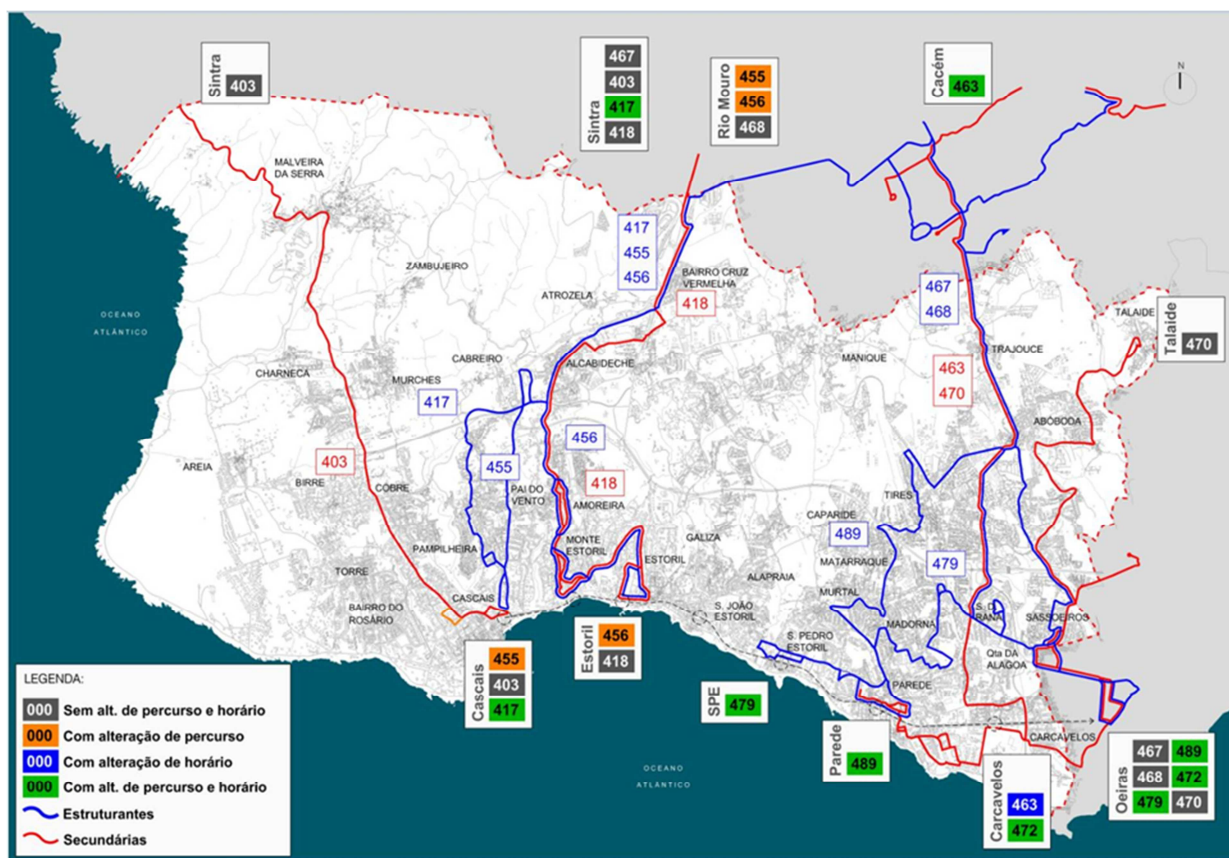 Sintra
403
Sintra
467
403
417
418
Rio Mouro
455
456
468
Cacém
463
N
MALVEIRA
DA SERRA
ZAMBUJEIRO
417
455
456
BAIRRO CRUZ
VERMELHA
418
ATROZELA
467
468
TALAIDE
Talaide
470
OCEANO
ATLÂNTICO
CABREIRO
ALCABIDECHE
MANIQUE
TRAJOUCE
CHARNECA
MURCHES
417
463
470
ABÓBODA
AREIA
403
BIRRE
COBRE
455
PAI DO
VENTO
456
418
AMOREIRA
TIRES
CAPARIDE
489
PAMPILHEIRA
MONTE
ESTORIL
ESTORIL
GALIZA
MATARRAQUE
479
TORRE
ALAPRAIA
MURTAL
BAIRRO DO
ROSÁRIO
CASCAIS
S. JOÃO
ESTORIL
MADORNA
S. D.
RANA
SASSOEIROS
S. PEDRO
ESTORIL
Qta DA
ALAGOA
PAREDE
CARCAVELOS
Cascais
455
403
417
Estoril
456
418
SPE
479
Parede
489
Carcavelos
463
472
Oeiras
467
489
468
472
479
470
OCEANO
ATLÂNTICO
LEGENDA:
000 Sem alt. de percurso e horário
000 Com alteração de percurso
000 Com alteração de horário
000 Com alt. de percurso e horário
Estruturantes
Secundárias